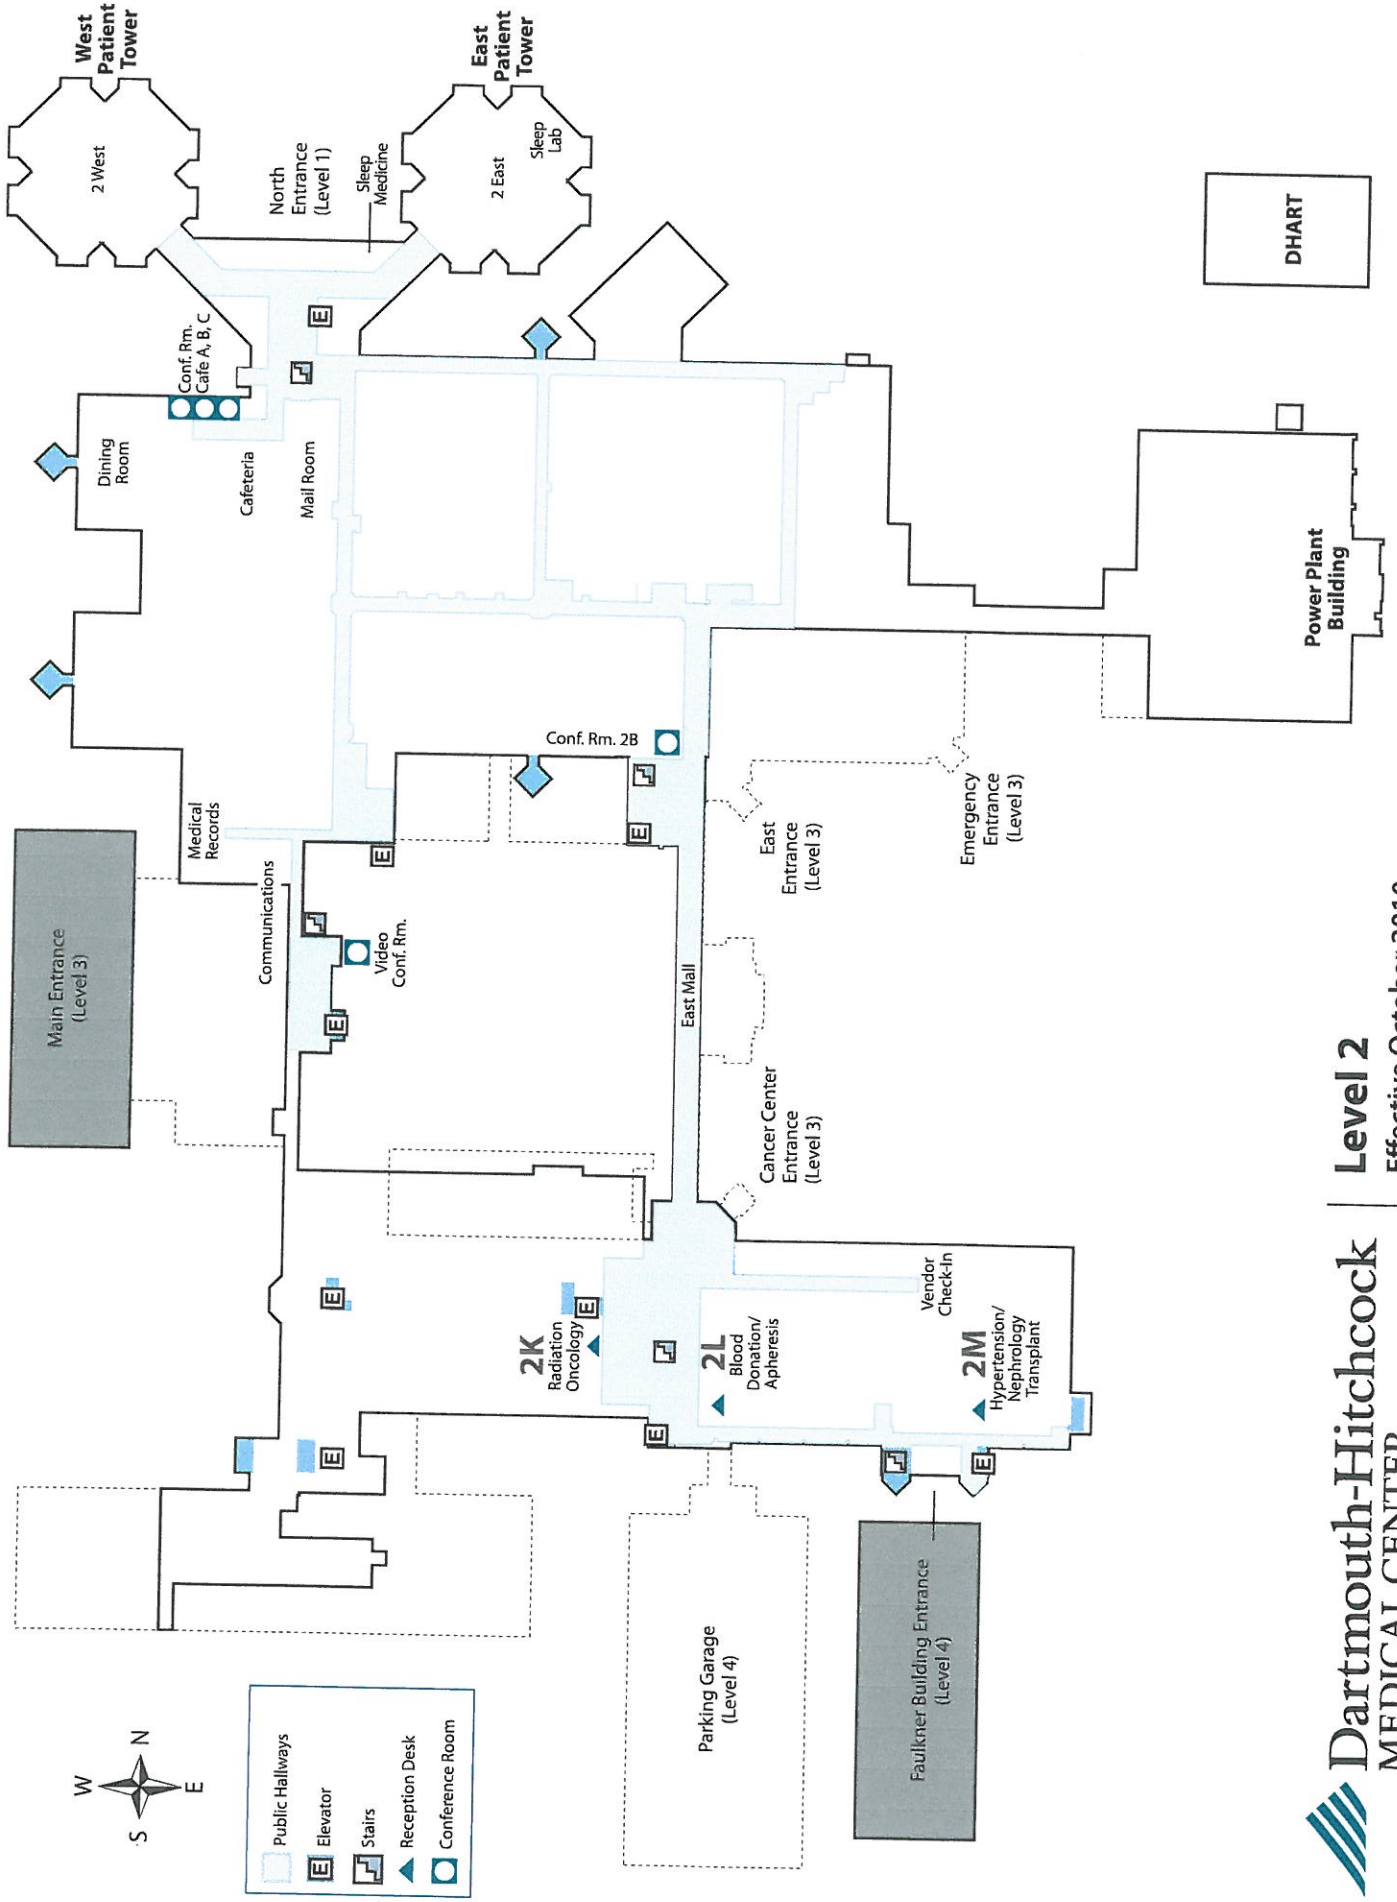 West
Patient
Tower
2 West
East
Patient
Tower
2 East
Sleep
Lab
North
Entrance
(Level 1)
Sleep
Medicine
Conf. Rm.
Cafe A, B, C
Dining
Room
Cafeteria
Mail Room
DHART
Power Plant
Building
Medical
Records
Main Entrance
(Level 3)
Communications
Video
Conf. Rm.
Conf. Rm. 2B
East Mall
East
Entrance
(Level 3)
Emergency
Entrance
(Level 3)
Cancer Center
Entrance
(Level 3)
2K
Radiation
Oncology
2L
Blood
Donation/
Apheresis
Vendor
Check-In
2M
Hypertension/
Nephrology
Transplant
E
E
E
E
E
E
E
E
E
Parking Garage
(Level 4)
Faulkner Building Entrance
(Level 4)
W
S
N
E
Public Hallways
E Elevator
Stairs
Reception Desk
Conference Room
Dartmouth-Hitchcock
MEDICAL CENTER
Level 2
Effective October